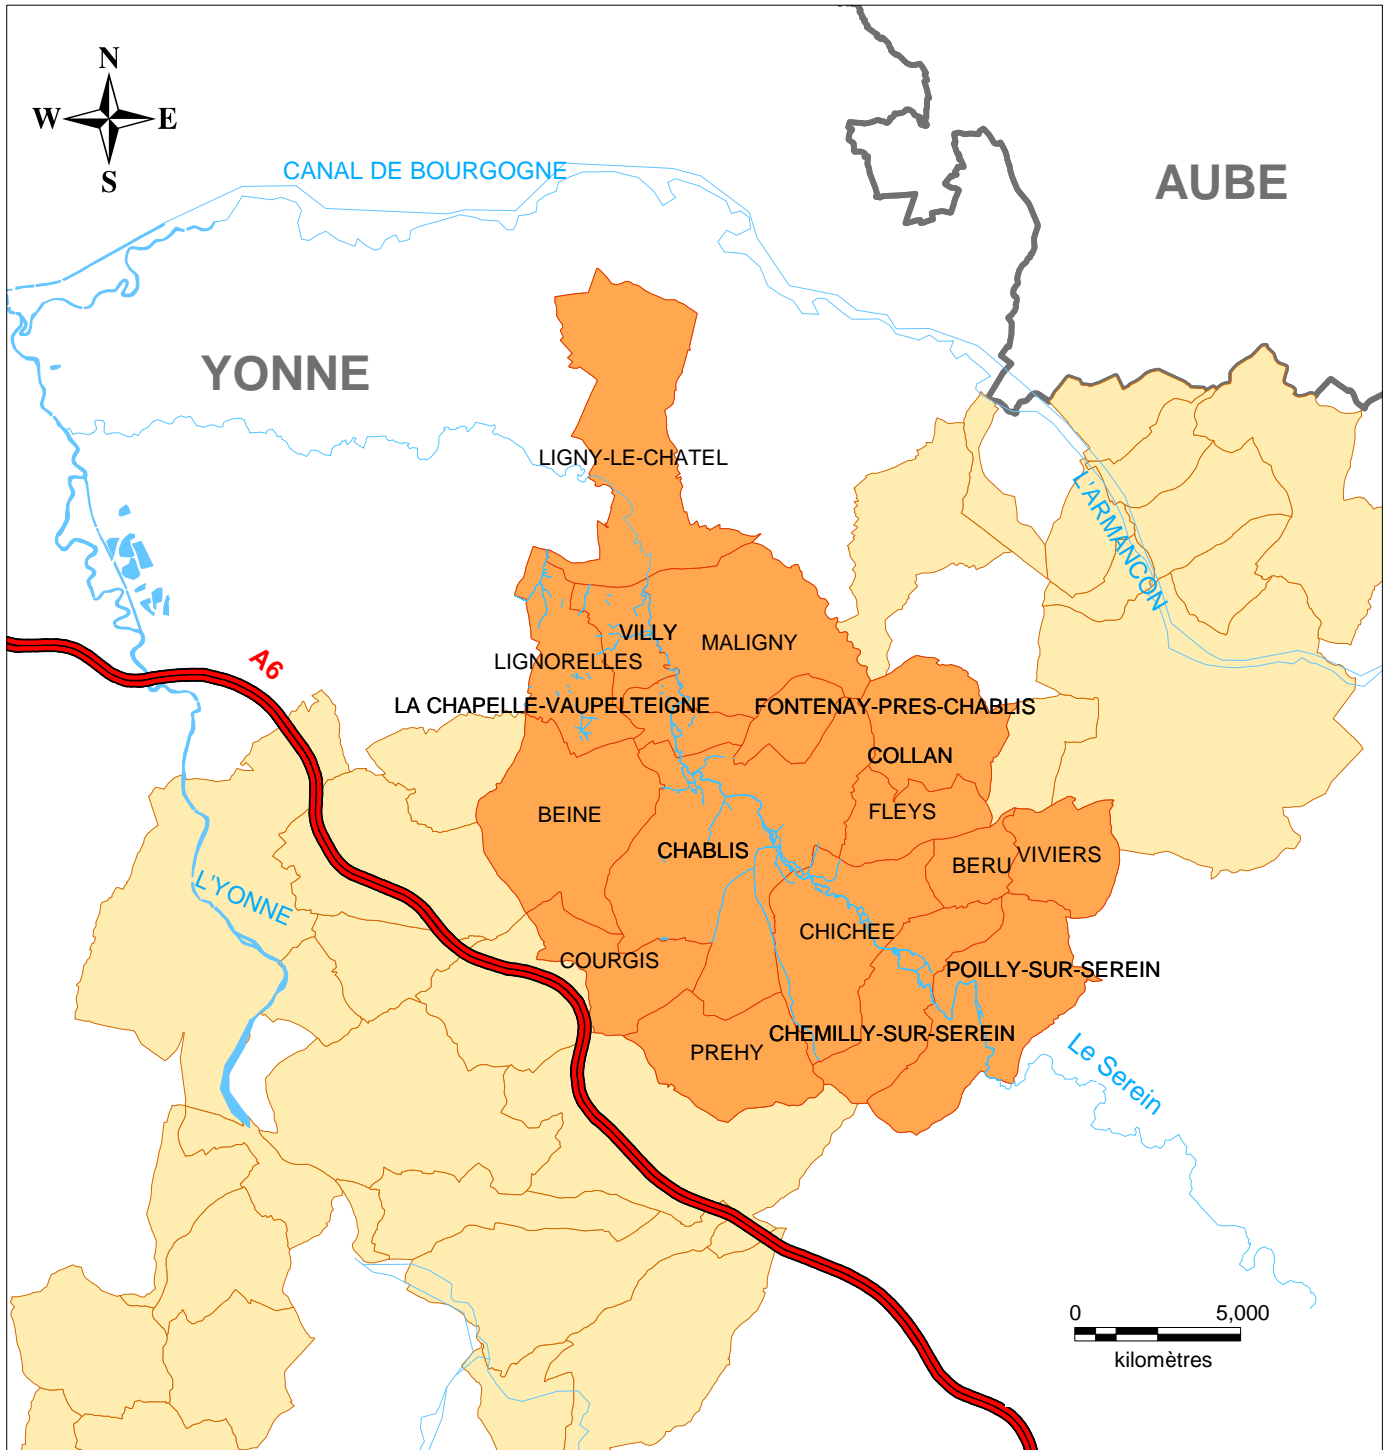 N
W E
S
CANAL DE BOURGOGNE
AUBE
YONNE
LIGNY-LE-CHATEL
L'ARMANCON
VILLY
MALIGNY
A6
LIGNORELLES
LA CHAPELLE-VAUPELTEIGNE
FONTENAY-PRES-CHABLIS
COLLAN
BEINE
FLEYS
CHABLIS
BERU
VIVIERS
L'YONNE
CHICHEE
COURGIS
POILLY-SUR-SEREIN
CHEMILLY-SUR-SEREIN
PREHY
Le Serein
0 5,000
kilomètres